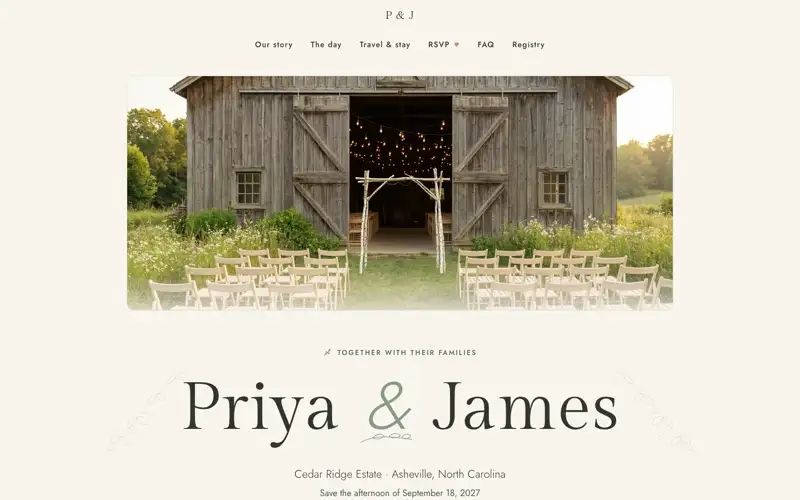 P & J
Our story The day Travel & stay RSVP ♥ FAQ Registry
TOGETHER WITH THEIR FAMILIES
Priya & James
Cedar Ridge Estate · Asheville, North Carolina
Save the afternoon of September 18, 2027